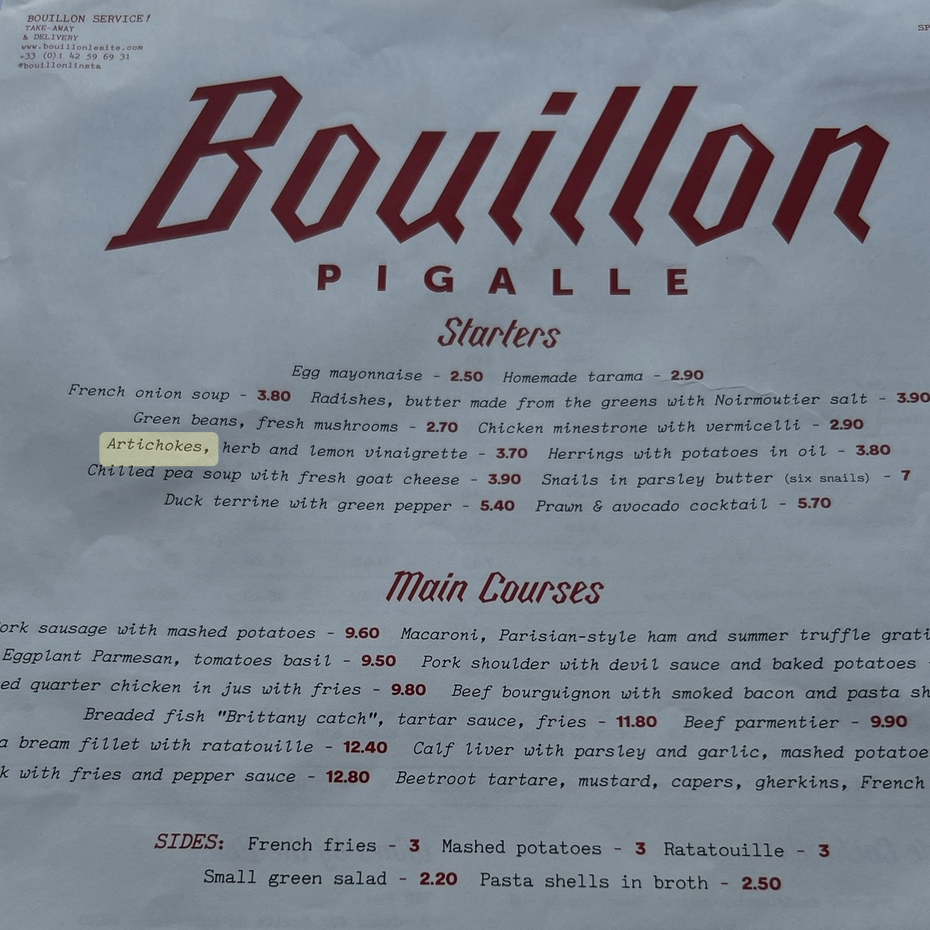 BOUILLON SERVICE!
TAKE-AWAY
& DELIVERY
www.bouillonlesite.com
+33 (0)1 42 59 69 31
@bouillonlinsta
SP
Bouillon
PIGALLE
Starters
Egg mayonnaise - 2.50 Homemade tarama - 2.90
French onion soup - 3.80 Radishes, butter made from the greens with Noirmoutier salt - 3.90
Green beans, fresh mushrooms - 2.70 Chicken minestrone with vermicelli - 2.90
Artichokes, herb and lemon vinaigrette - 3.70 Herrings with potatoes in oil - 3.80
Chilled pea soup with fresh goat cheese - 3.90 Snails in parsley butter (six snails) - 7
Duck terrine with green pepper - 5.40 Prawn & avocado cocktail - 5.70
Main Courses
ork sausage with mashed potatoes - 9.60 Macaroni, Parisian-style ham and summer truffle grati
Eggplant Parmesan, tomatoes basil - 9.50 Pork shoulder with devil sauce and baked potatoes -
ed quarter chicken in jus with fries - 9.80 Beef bourguignon with smoked bacon and pasta sh
Breaded fish "Brittany catch", tartar sauce, fries - 11.80 Beef parmentier - 9.90
a bream fillet with ratatouille - 12.40 Calf liver with parsley and garlic, mashed potatoe
k with fries and pepper sauce - 12.80 Beetroot tartare, mustard, capers, gherkins, French
SIDES: French fries - 3 Mashed potatoes - 3 Ratatouille - 3
Small green salad - 2.20 Pasta shells in broth - 2.50